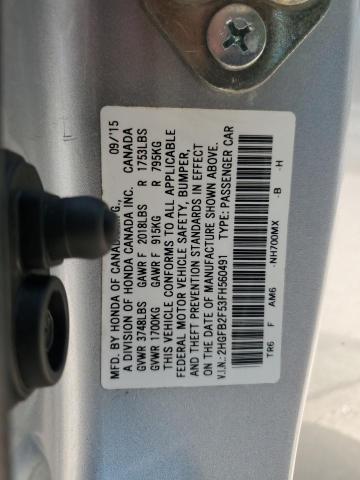 MFD. BY HONDA OF CANADA MFG., 09/'15
A DIVISION OF HONDA CANADA INC. CANADA
GVWR 3748LBS GAWR F 2018LBS R 1753LBS
GVWR 1700KG GAWR F 915KG R 795KG
THIS VEHICLE CONFORMS TO ALL APPLICABLE
FEDERAL MOTOR VEHICLE SAFETY, BUMPER,
AND THEFT PREVENTION STANDARDS IN EFFECT
ON THE DATE OF MANUFACTURE SHOWN ABOVE.
V.I.N.: 2HGFB2F53FH560491 TYPE: PASSENGER CAR
TR6 F AM6 -NH700MX -B -H